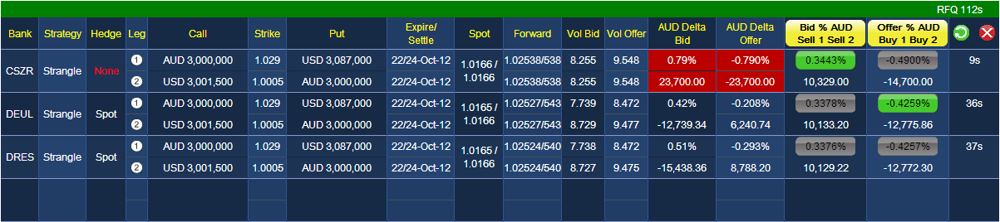 RFQ 112s
Bank Strategy Hedge Leg Call Strike Put Expire/ Settle Spot Forward Vol Bid Vol Offer AUD Delta Bid AUD Delta Offer Bid % AUD Sell 1 Sell 2 Offer % AUD Buy 1 Buy 2
CSZR Strangle None 1 AUD 3,000,000 1.029 USD 3,087,000 22/24-Oct-12 1.0166 / 1.0166 1.02538/538 8.255 9.548 0.79% -0.790% 0.3443% -0.4900% 9s
2 USD 3,001,500 1.0005 AUD 3,000,000 22/24-Oct-12 1.02538/538 8.255 9.548 23,700.00 -23,700.00 10,329.00 -14,700.00
DEUL Strangle Spot 1 AUD 3,000,000 1.029 USD 3,087,000 22/24-Oct-12 1.0165 / 1.0166 1.02527/543 7.739 8.472 0.42% -0.208% 0.3378% -0.4259% 36s
2 USD 3,001,500 1.0005 AUD 3,000,000 22/24-Oct-12 1.02527/543 8.729 9.477 -12,739.34 6,240.74 10,133.20 -12,775.86
DRES Strangle Spot 1 AUD 3,000,000 1.029 USD 3,087,000 22/24-Oct-12 1.0165 / 1.0166 1.02524/540 7.738 8.472 0.51% -0.293% 0.3376% -0.4257% 37s
2 USD 3,001,500 1.0005 AUD 3,000,000 22/24-Oct-12 1.02524/540 8.727 9.475 -15,438.36 8,788.20 10,129.22 -12,772.30